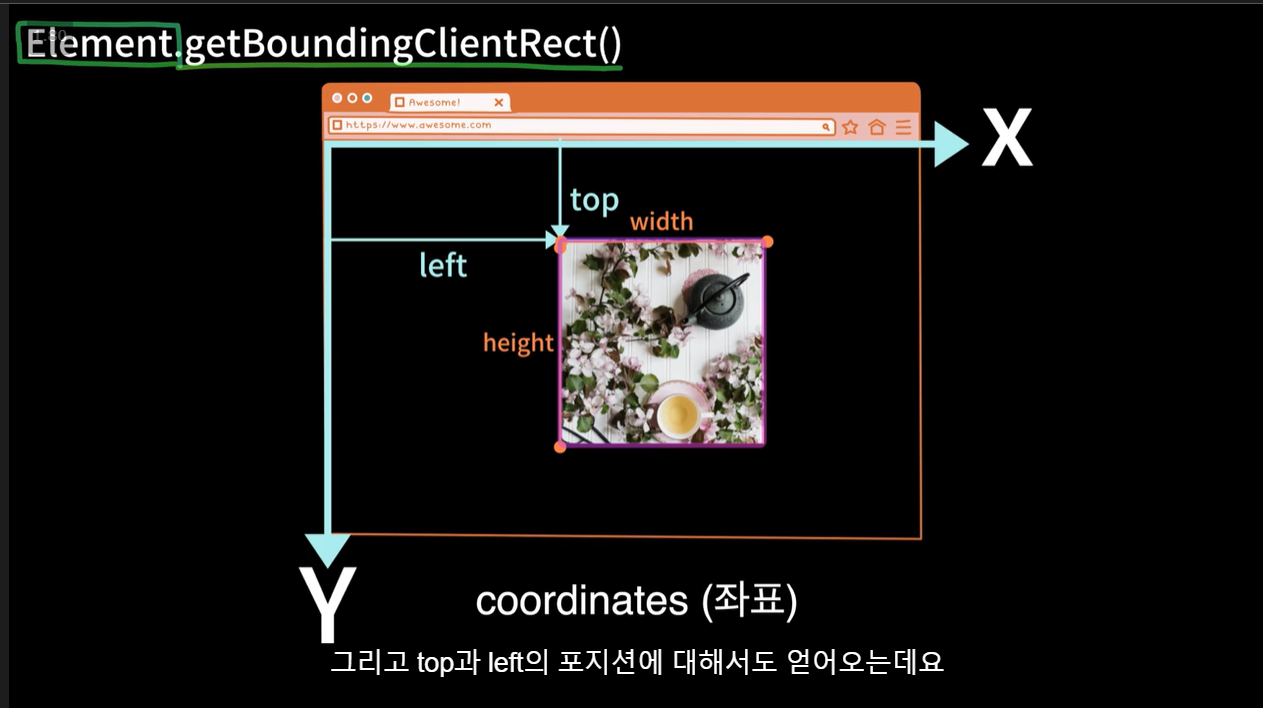 Element.getBoundingClientRect()
1.80
Awesome!
https://www.awesome.com
X
top
width
left
height
Y
coordinates (좌표)
그리고 top과 left의 포지션에 대해서도 얻어오는데요